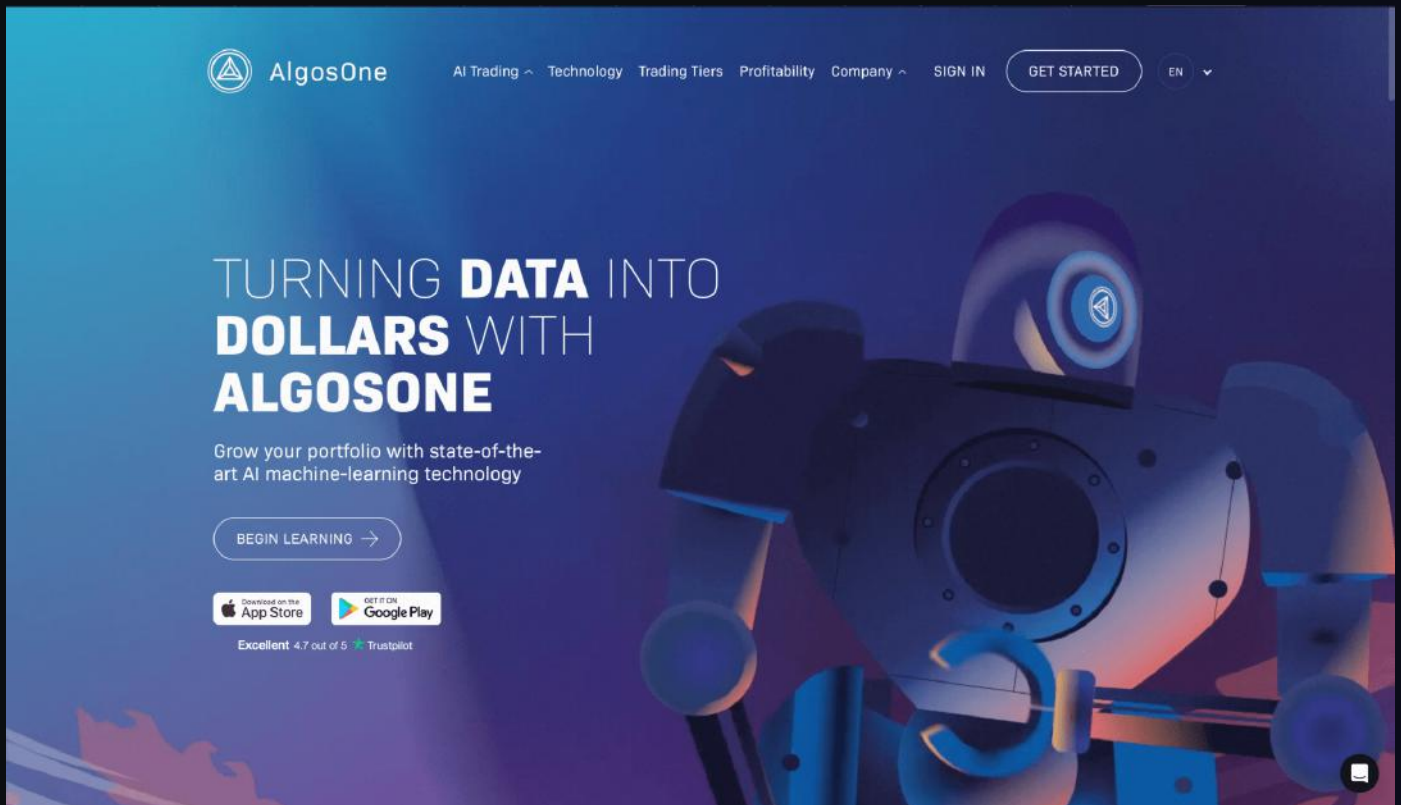 AlgosOne
AI Trading Technology Trading Tiers Profitability Company SIGN IN GET STARTED EN
TURNING DATA INTO
DOLLARS WITH
ALGOSONE
Grow your portfolio with state-of-the-
art AI machine-learning technology
BEGIN LEARNING
Download on the
App Store
GET IT ON
Google Play
Excellent 4.7 out of 5 Trustpilot